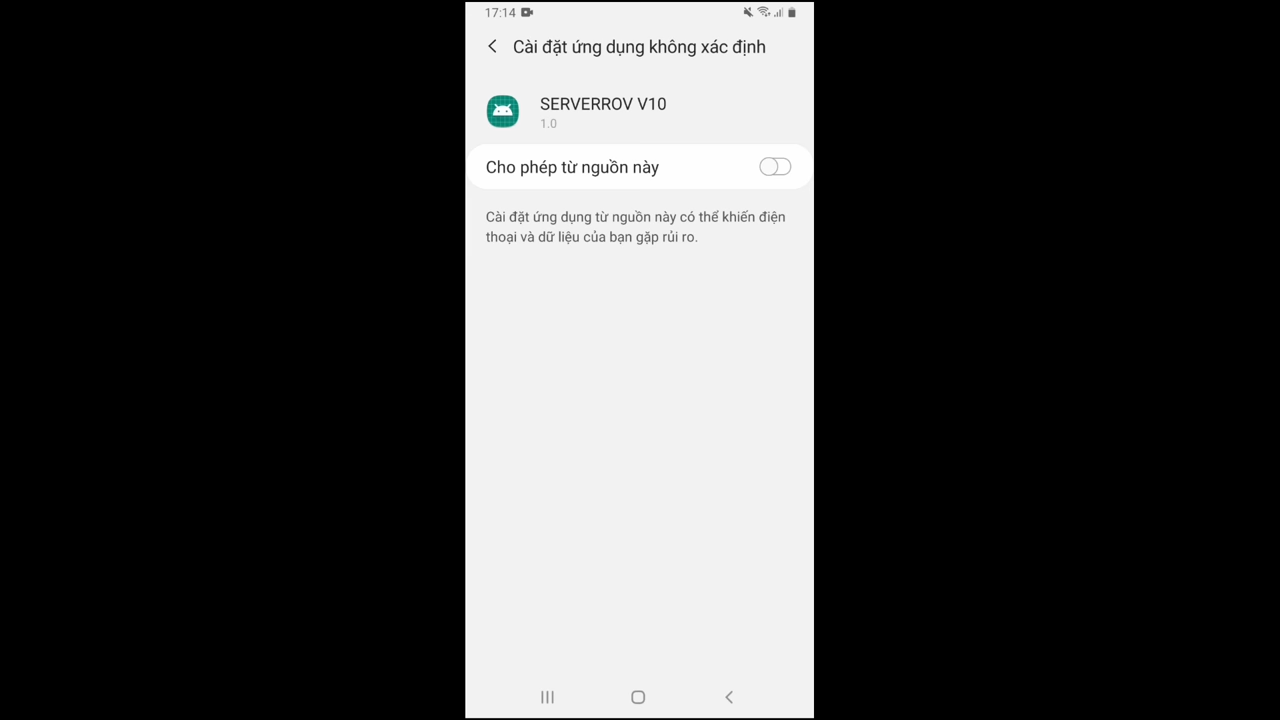 17:14
Cài đặt ứng dụng không xác định
SERVERROV V10
1.0
Cho phép từ nguồn này
Cài đặt ứng dụng từ nguồn này có thể khiến điện
thoại và dữ liệu của bạn gặp rủi ro.